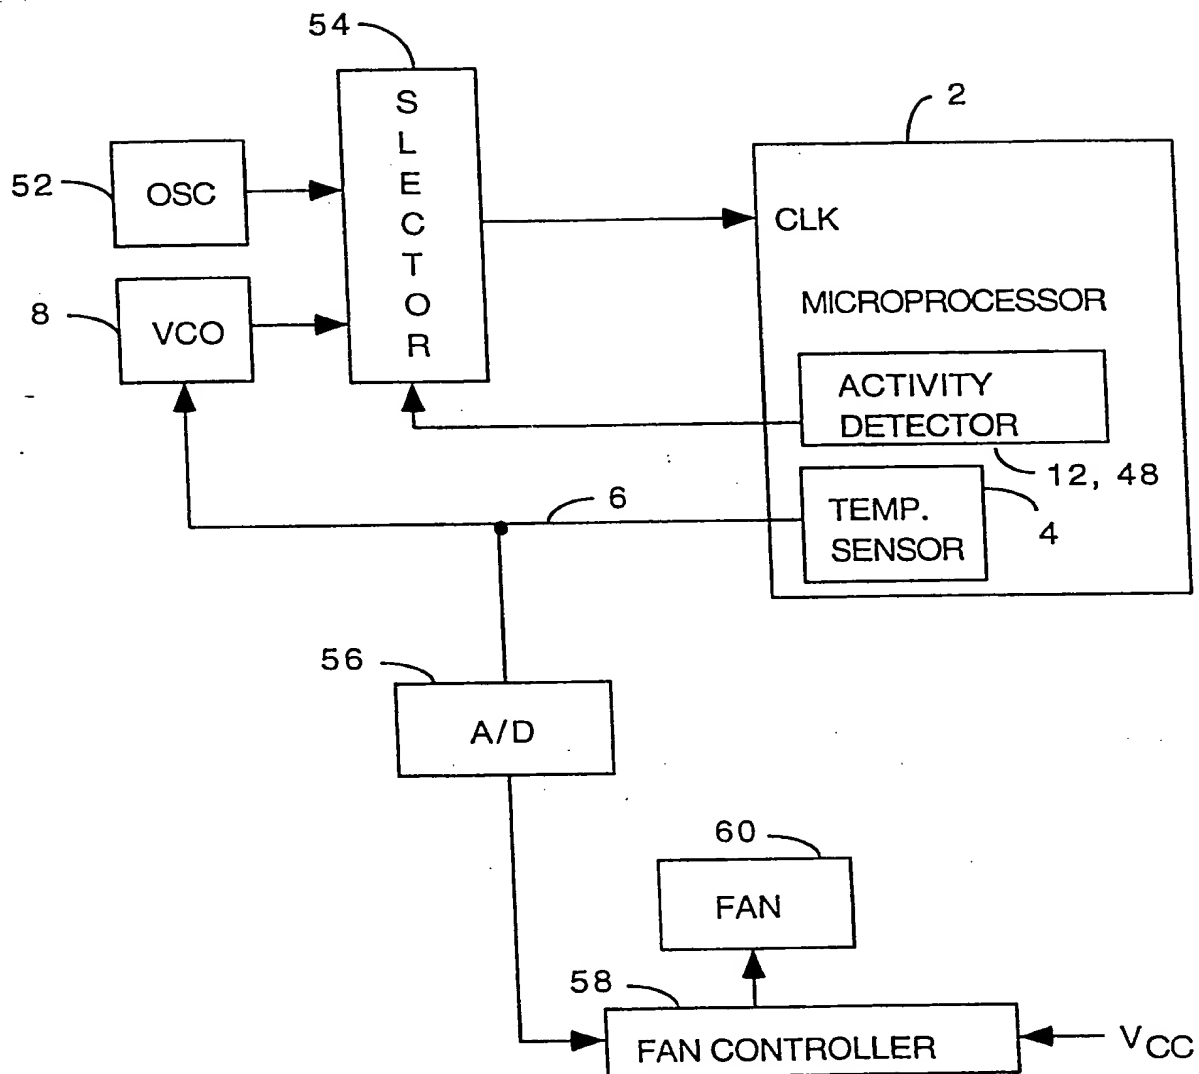 54
SLECTOR
2
52
OSC
CLK
8
VCO
MICROPROCESSOR
ACTIVITY
DETECTOR
12, 48
6
TEMP.
SENSOR
4
56
A/D
60
FAN
58
FAN CONTROLLER
VCC